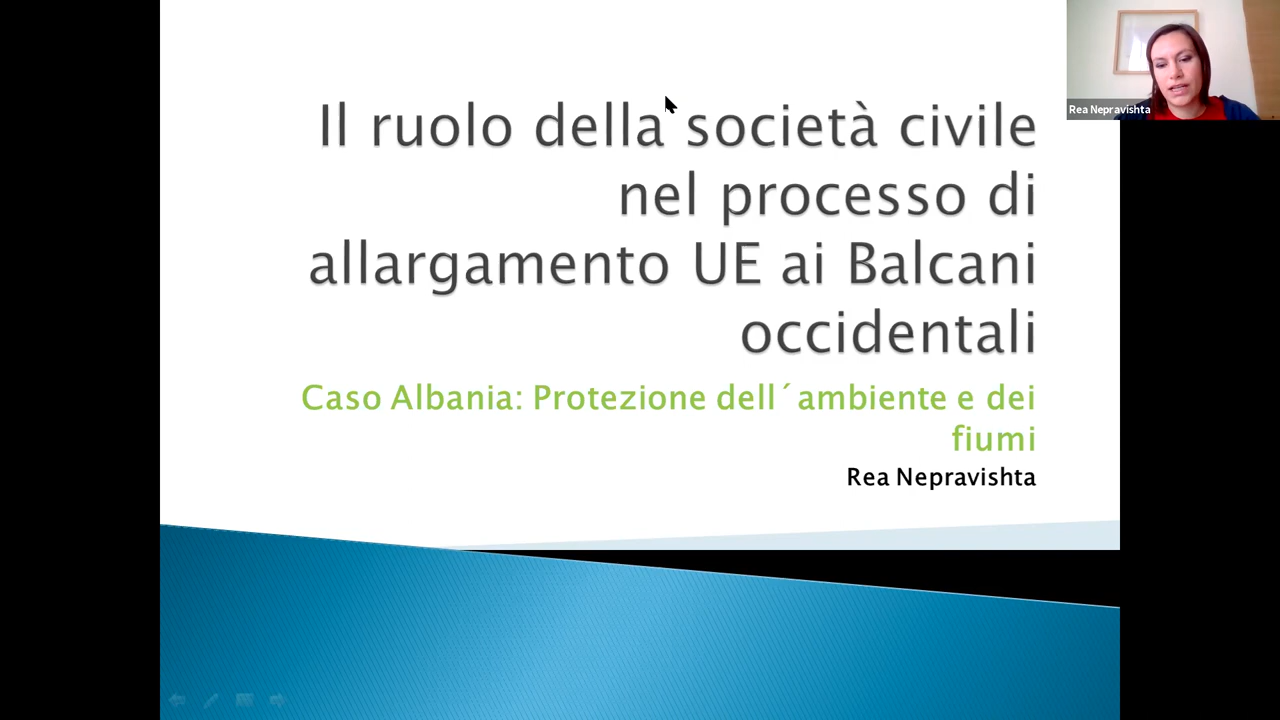 Il ruolo della società civile
nel processo di
allargamento UE ai Balcani
occidentali
Caso Albania: Protezione dell´ambiente e dei
fiumi
Rea Nepravishta
Rea Nepravishta